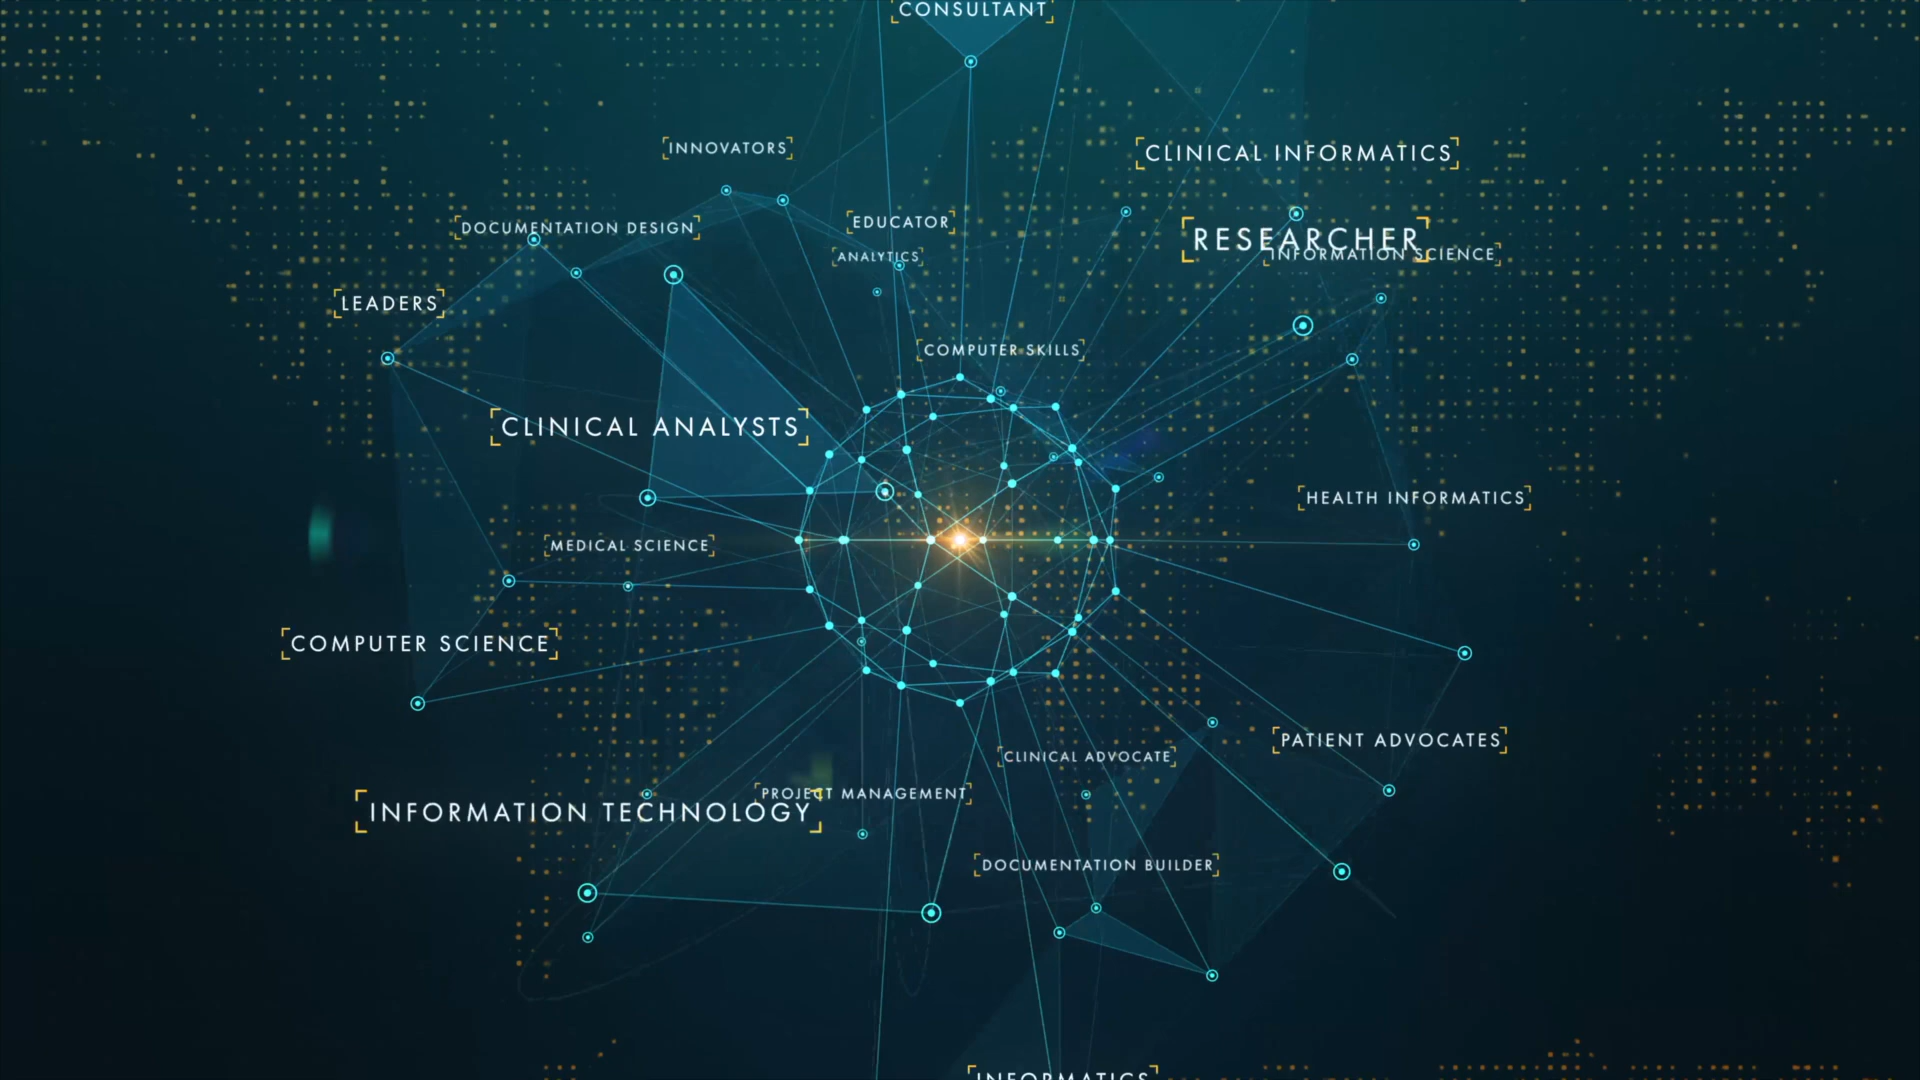 CONSULTANT
INNOVATORS
CLINICAL INFORMATICS
EDUCATOR
DOCUMENTATION DESIGN
RESEARCHER
INFORMATION SCIENCE
ANALYTICS
LEADERS
COMPUTER SKILLS
CLINICAL ANALYSTS
HEALTH INFORMATICS
MEDICAL SCIENCE
COMPUTER SCIENCE
PATIENT ADVOCATES
CLINICAL ADVOCATE
PROJECT MANAGEMENT
INFORMATION TECHNOLOGY
DOCUMENTATION BUILDER
INFORMATICS